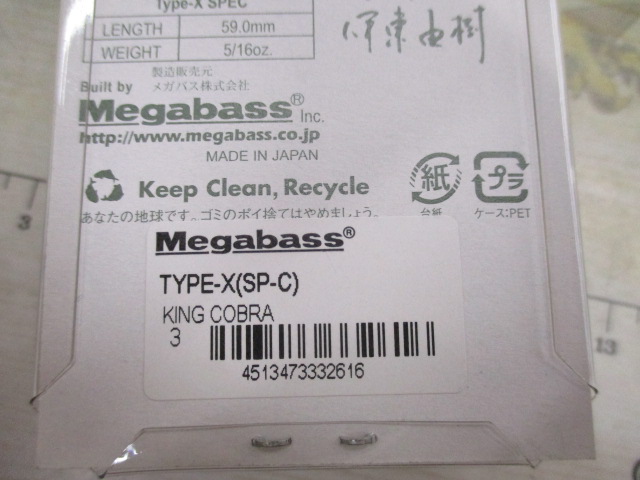 Type-X SPEC
LENGTH 59.0mm
WEIGHT 5/16oz.
伊東由樹
製造販売元
Built by メガバス株式会社
Megabass® Inc.
http://www.megabass.co.jp
MADE IN JAPAN
Keep Clean, Recycle
あなたの地球です。ゴミのポイ捨てはやめましょう。
紙
台紙
プラ
ケース:PET
Megabass®
TYPE-X(SP-C)
KING COBRA
3
4513473332616
3
13